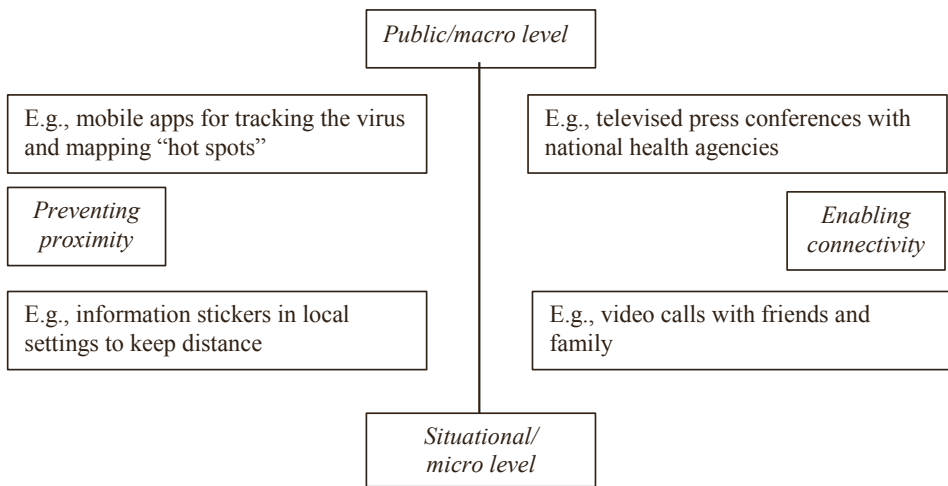 Public/macro level
E.g., mobile apps for tracking the virus
and mapping “hot spots”
E.g., televised press conferences with
national health agencies
Preventing
proximity
Enabling
connectivity
E.g., information stickers in local
settings to keep distance
E.g., video calls with friends and
family
Situational/
micro level